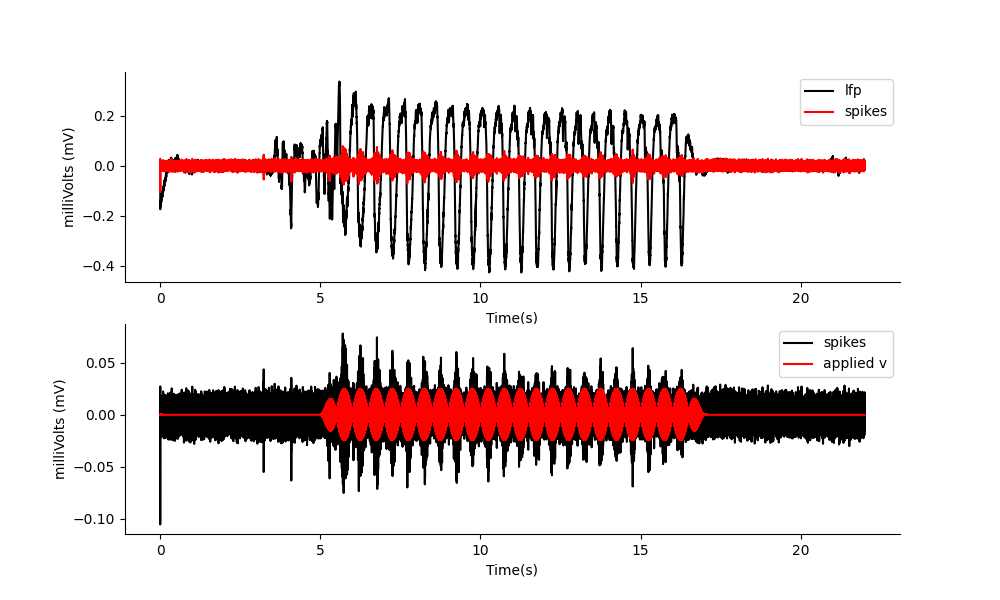 lfp
spikes
0.2
0.0
−0.2
−0.4
milliVolts (mV)
0 5 10 15 20
Time(s)
spikes
applied v
0.05
0.00
−0.05
−0.10
milliVolts (mV)
0 5 10 15 20
Time(s)